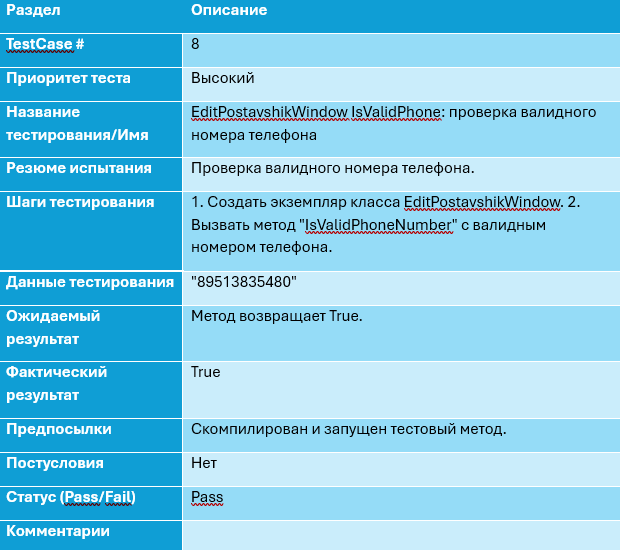 Раздел Описание
TestCase # 8
Приоритет теста Высокий
Название EditPostavshikWindow IsValidPhone: проверка валидного
тестирования/Имя номера телефона
Резюме испытания Проверка валидного номера телефона.
Шаги тестирования 1. Создать экземпляр класса EditPostavshikWindow. 2.
Вызвать метод "IsValidPhoneNumber" с валидным
номером телефона.
Данные тестирования "89513835480"
Ожидаемый Метод возвращает True.
результат
Фактический True
результат
Предпосылки Скомпилирован и запущен тестовый метод.
Постусловия Нет
Статус (Pass/Fail) Pass
Комментарии